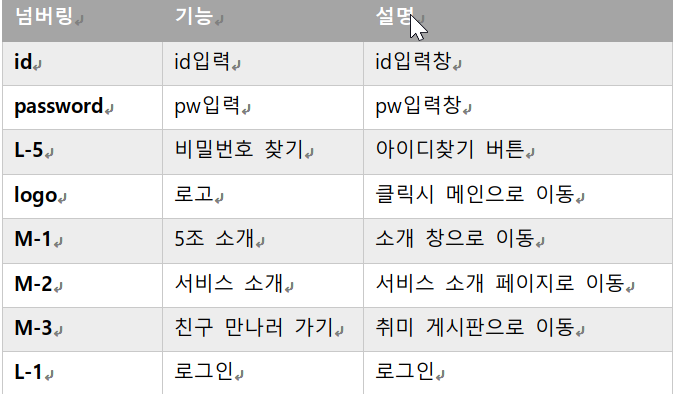 넘버링 기능 설명
id id입력 id입력창
password pw입력 pw입력창
L-5 비밀번호 찾기 아이디찾기 버튼
logo 로고 클릭시 메인으로 이동
M-1 5조 소개 소개 창으로 이동
M-2 서비스 소개 서비스 소개 페이지로 이동
M-3 친구 만나러 가기 취미 게시판으로 이동
L-1 로그인 로그인